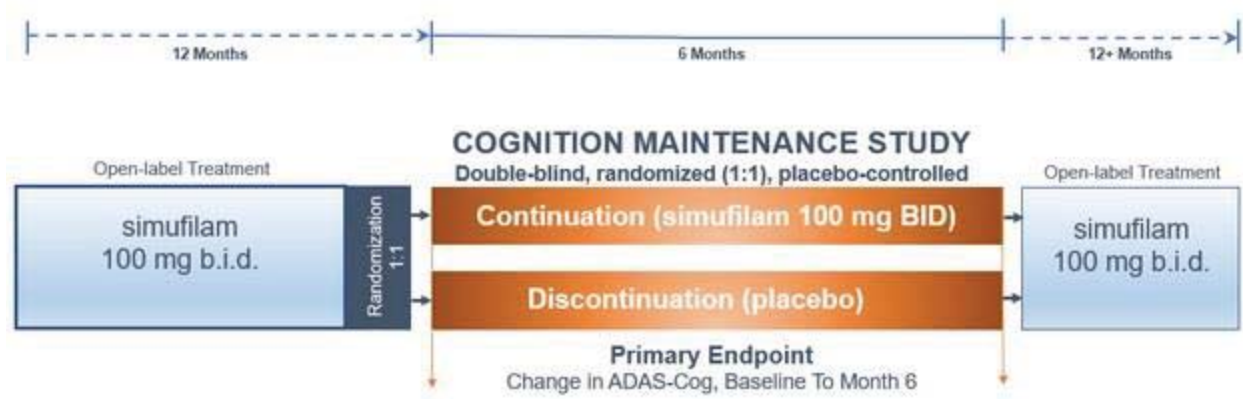 12 Months
6 Months
12+ Months
COGNITION MAINTENANCE STUDY
Double-blind, randomized (1:1), placebo-controlled
Open-label Treatment
simufilam
100 mg b.i.d.
Randomization
1:1
Continuation (simufilam 100 mg BID)
Discontinuation (placebo)
Open-label Treatment
simufilam
100 mg b.i.d.
Primary Endpoint
Change in ADAS-Cog, Baseline To Month 6